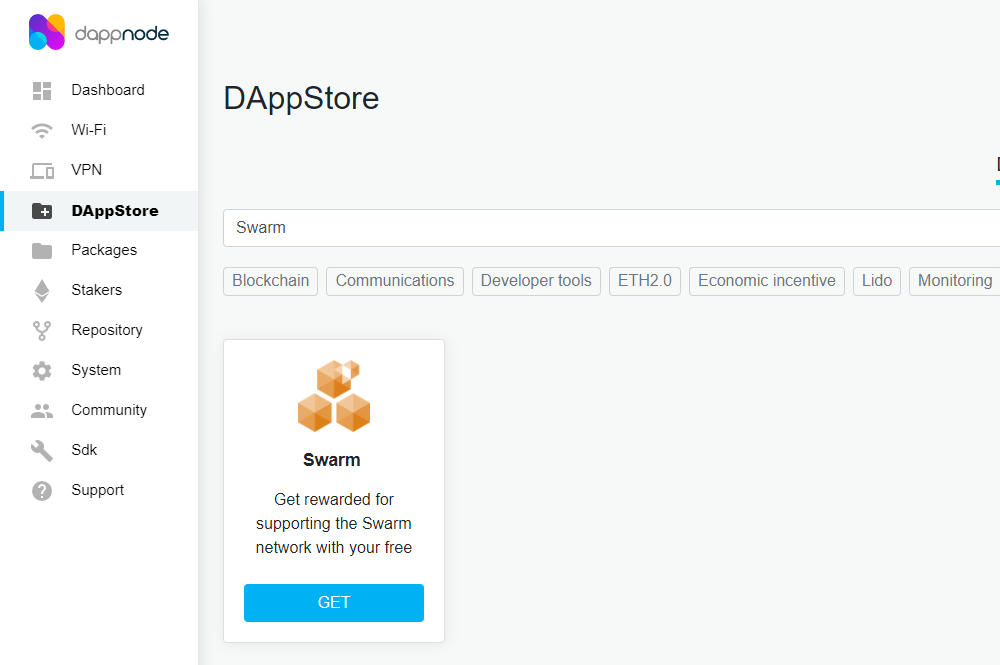 dappnode
Dashboard
Wi-Fi
VPN
DAppStore
Packages
Stakers
Repository
System
Community
Sdk
Support
DAppStore
Swarm
Blockchain
Communications
Developer tools
ETH2.0
Economic incentive
Lido
Monitoring
Swarm
Get rewarded for
supporting the Swarm
network with your free
GET